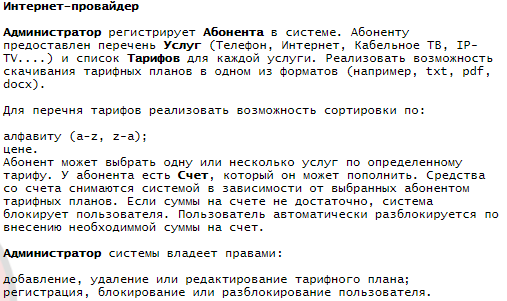 Интернет-провайдер
Администратор регистрирует Абонента в системе. Абоненту
предоставлен перечень Услуг (Телефон, Интернет, Кабельное ТВ, IP-
TV....) и список Тарифов для каждой услуги. Реализовать возможность
скачивания тарифных планов в одном из форматов (например, txt, pdf,
docx).
Для перечня тарифов реализовать возможность сортировки по:
алфавиту (a-z, z-a);
цене.
Абонент может выбрать одну или несколько услуг по определенному
тарифу. У абонента есть Счет, который он может пополнить. Средства
со счета снимаются системой в зависимости от выбранных абонентом
тарифных планов. Если суммы на счете не достаточно, система
блокирует пользователя. Пользователь автоматически разблокируется по
внесению необходиммой суммы на счет.
Администратор системы владеет правами:
добавление, удаление или редактирование тарифного плана;
регистрация, блокирование или разблокирование пользователя.